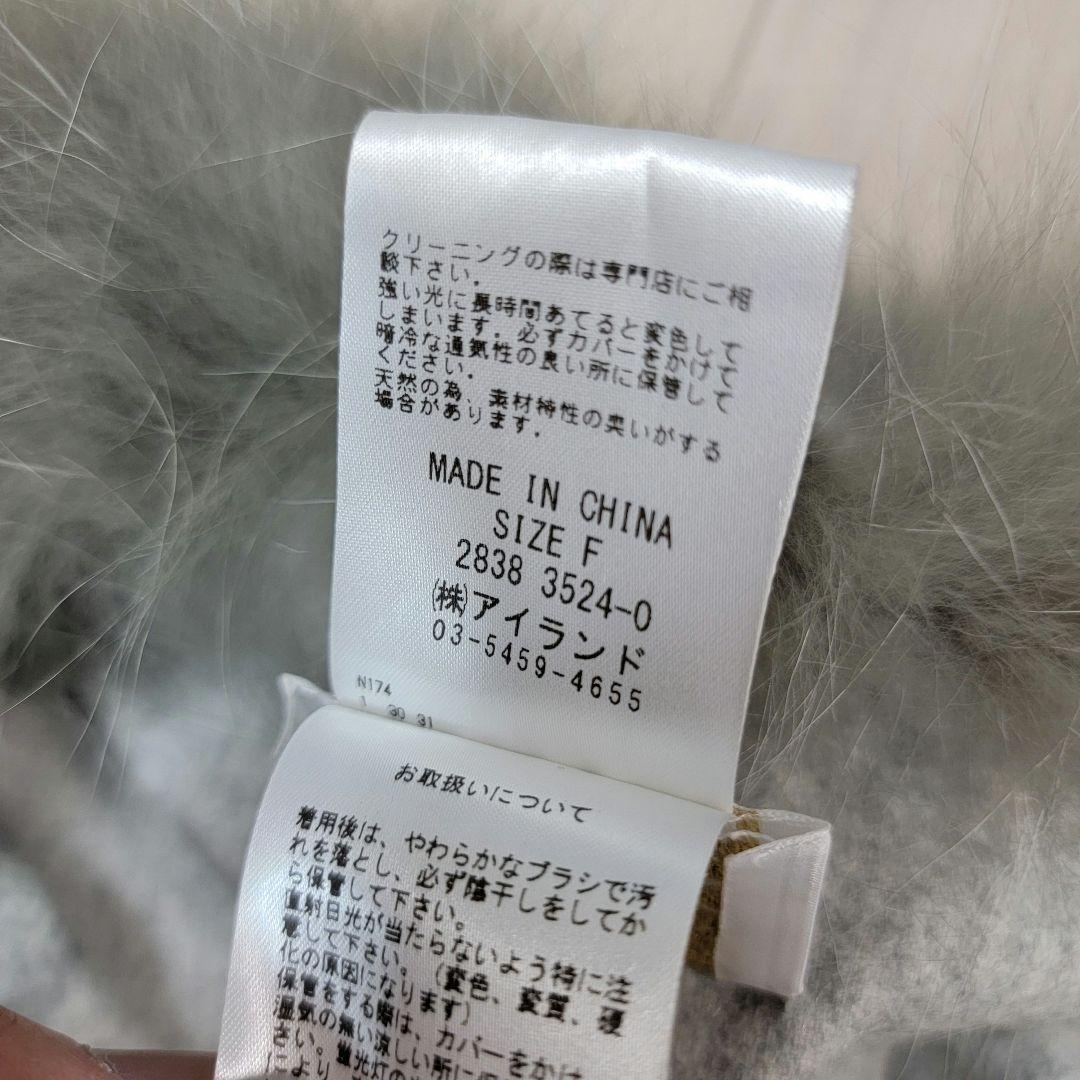 クリーニングの際は専門店にご相
談下さい.
強い光に長時間あてると変色して
しまいます.必ずカバーをかけて
暗冷な通気性の良い所に保管して
ください.
天然の為、素材特性の臭いがする
場合があります.
MADE IN CHINA
SIZE F
2838 3524-0
㈱アイランド
03-5459-4655
N174
1 30 31
お取扱いについて
着用後は、やわらかなブラシで汚
れを落とし、必ず陰干しをしてか
ら保管して下さい。
直射日光が当たらないよう特に注
意して下さい。(変色、変質、硬
化の原因になります)
保管をする際は、カバーをかけ
湿気の無い涼しい所に
さい。蛍光灯の
により